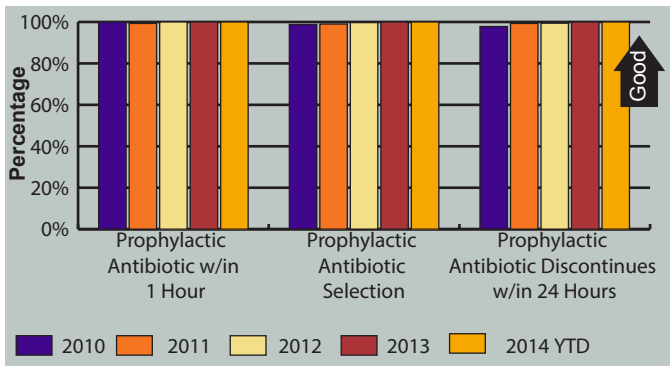 100%
80%
60%
40%
20%
0%
Percentage
Good
Prophylactic
Antibiotic w/in
1 Hour
Prophylactic
Antibiotic
Selection
Prophylactic
Antibiotic Discontinues
w/in 24 Hours
2010 2011 2012 2013 2014 YTD